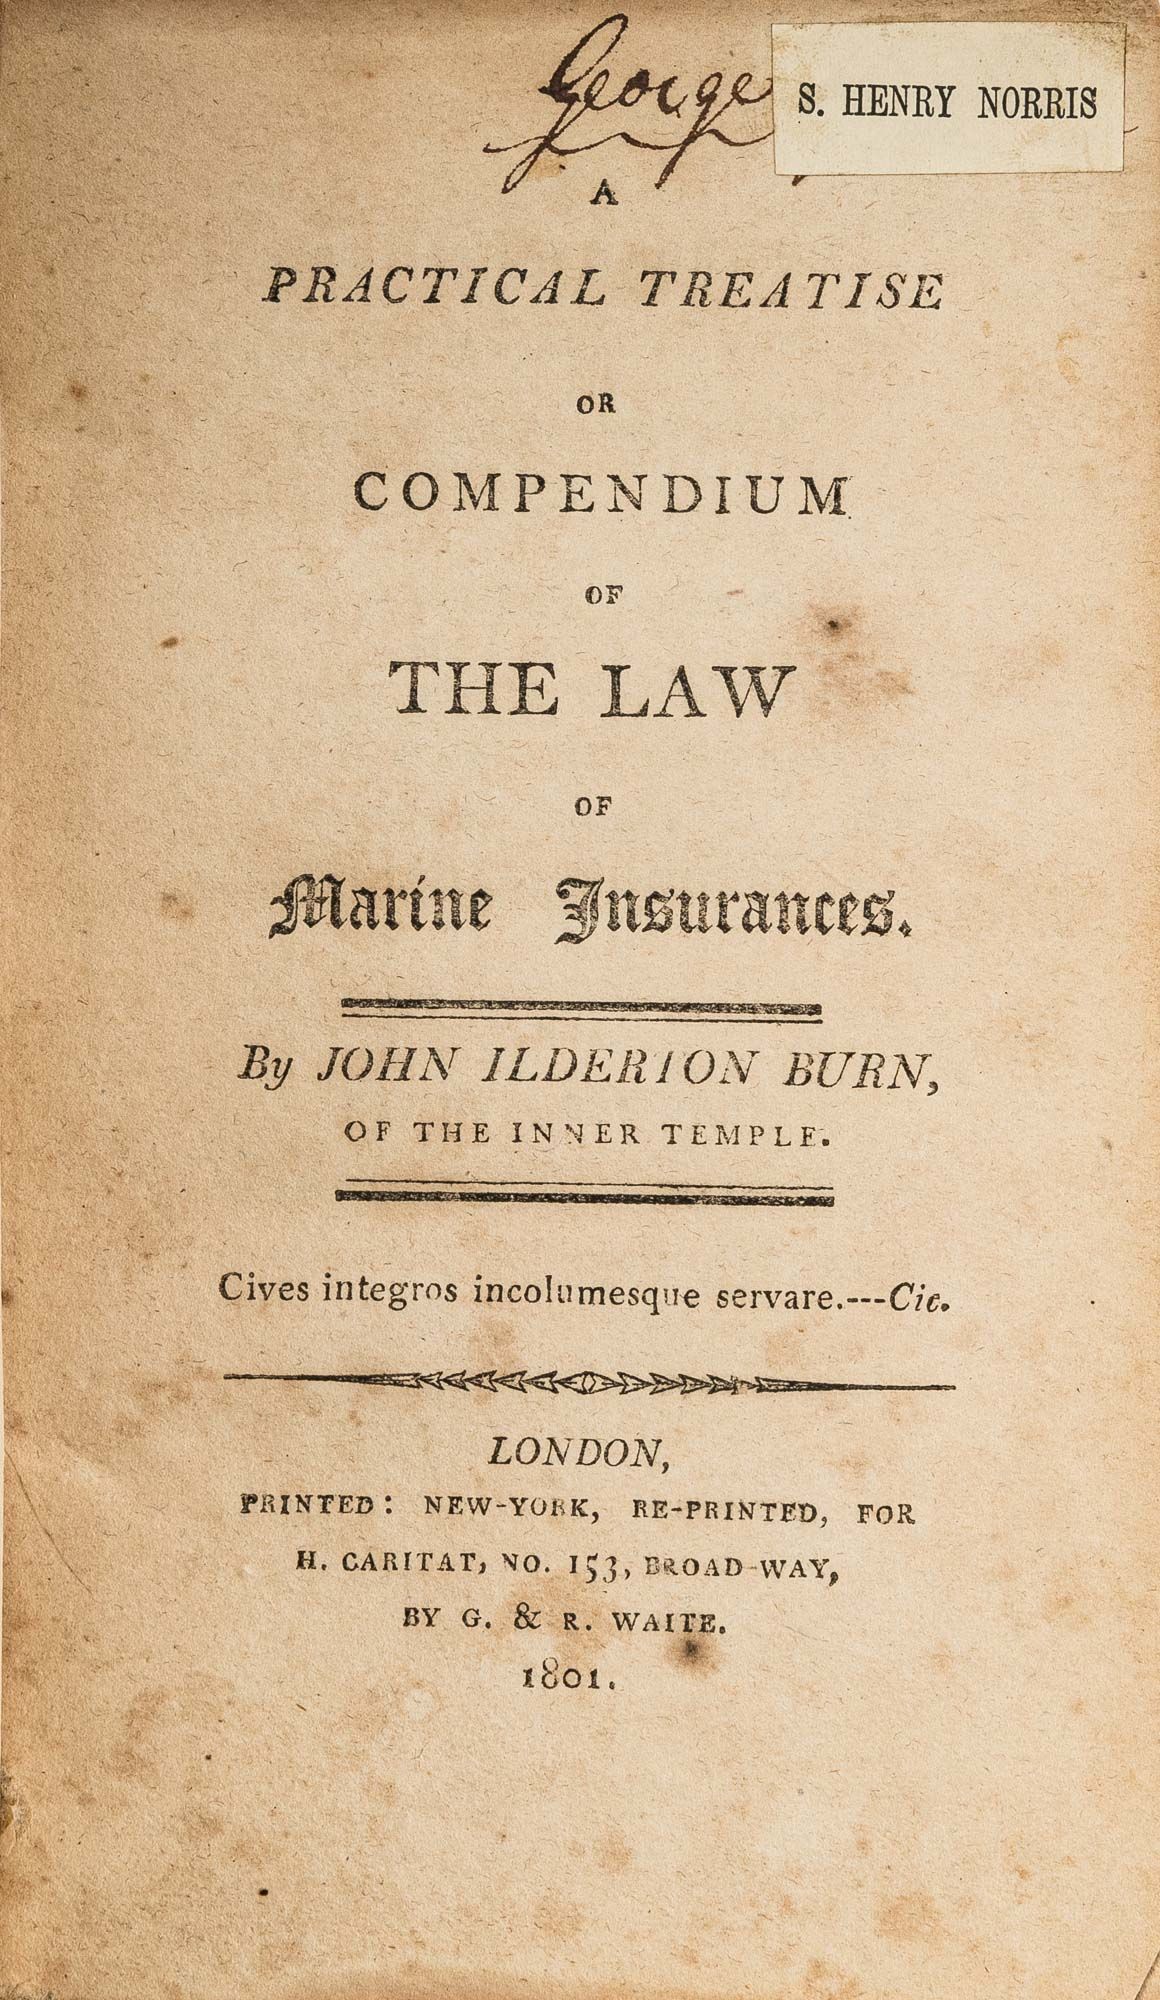 George
S. HENRY NORRIS
A
PRACTICAL TREATISE
OR
COMPENDIUM
OF
THE LAW
OF
Marine Insurances.
By JOHN ILDERTON BURN,
OF THE INNER TEMPLE.
Cives integros incolumesque servare.---Cic.
LONDON,
PRINTED: NEW-YORK, RE-PRINTED, FOR
H. CARITAT, NO. 153, BROAD-WAY,
BY G. & R. WAITE.
1801.